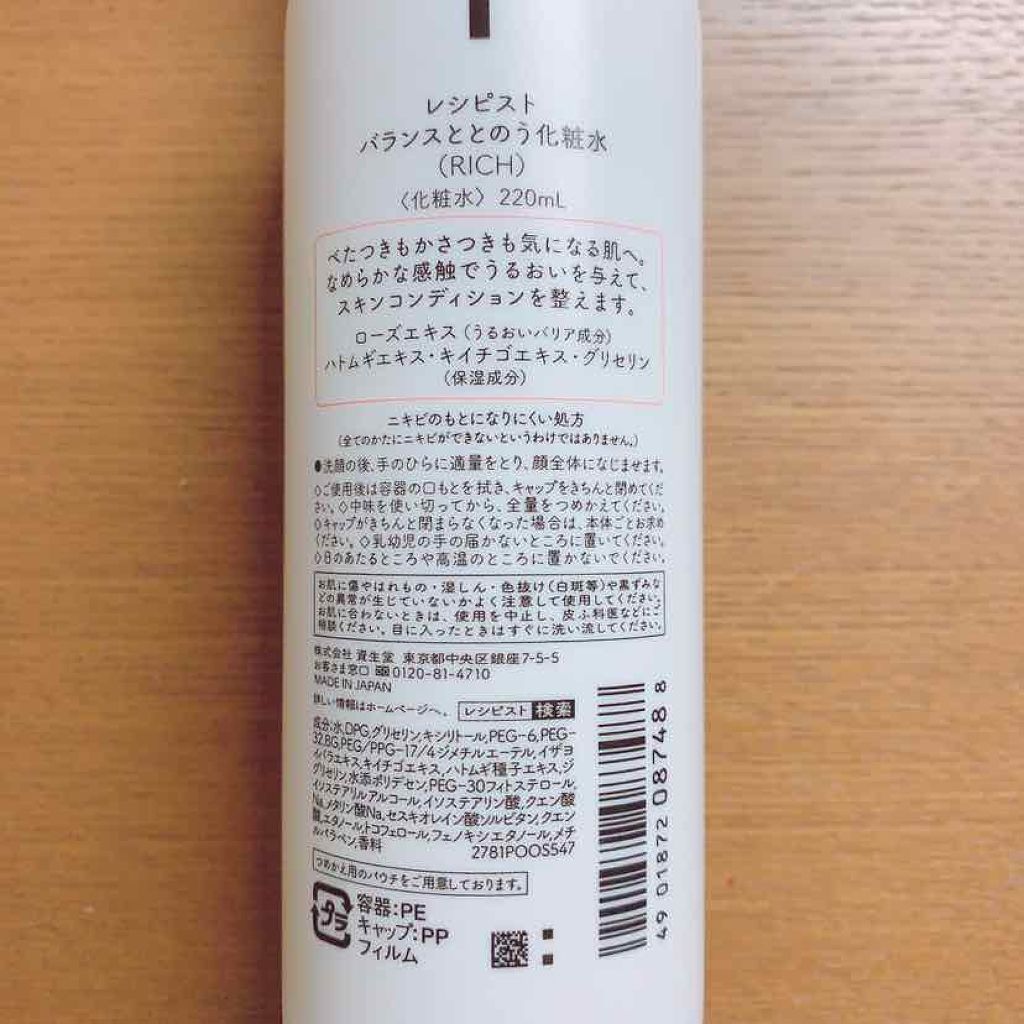 レシピスト
バランスととのう化粧水
(RICH)
〈化粧水〉220mL
べたつきもかさつきも気になる肌へ。
なめらかな感触でうるおいを与えて、
スキンコンディションを整えます。
ローズエキス(うるおいバリア成分)
ハトムギエキス・キイチゴエキス・グリセリン
(保湿成分)
ニキビのもとになりにくい処方
(全てのかたにニキビができないというわけではありません。)
●洗顔の後、手のひらに適量をとり、顔全体になじませます。
◇ご使用後は容器の口もとを拭き、キャップをきちんと閉めてくだ
さい。◇中味を使い切ってから、全量をつめかえてください。
◇キャップがきちんと閉まらなくなった場合は、本体ごとお求め
ください。◇乳幼児の手の届かないところに置いてください。
◇日のあたるところや高温のところに置かないでください。
お肌に傷やはれもの・湿しん・色抜け(白斑等)や黒ずみな
どの異常が生じていないかよく注意して使用してください。
お肌に合わないときは、使用を中止し、皮ふ科医などにご
相談ください。目に入ったときはすぐに洗い流してください。
株式会社 資生堂 東京都中央区銀座7-5-5
お客さま窓口 0120-81-4710
MADE IN JAPAN
詳しい情報はホームページへ。 レシピスト 検索
成分:水,DPG,グリセリン,キシリトール,PEG-6,PEG-
32,BG,PEG/PPG-17/4ジメチルエーテル,イザヨ
イバラエキス,キイチゴエキス,ハトムギ種子エキス,ジ
グリセリン,水添ポリデセン,PEG-30フィトステロール,
イソステアリルアルコール,イソステアリン酸,クエン酸
Na,メタリン酸Na,セスキオレイン酸ソルビタン,クエン
酸,エタノール,トコフェロール,フェノキシエタノール,メチ
ルパラベン,香料 2781POOS547
つめかえ用のパウチをご用意しております。
プラ
容器:PE
キャップ:PP
フィルム
4901872087488